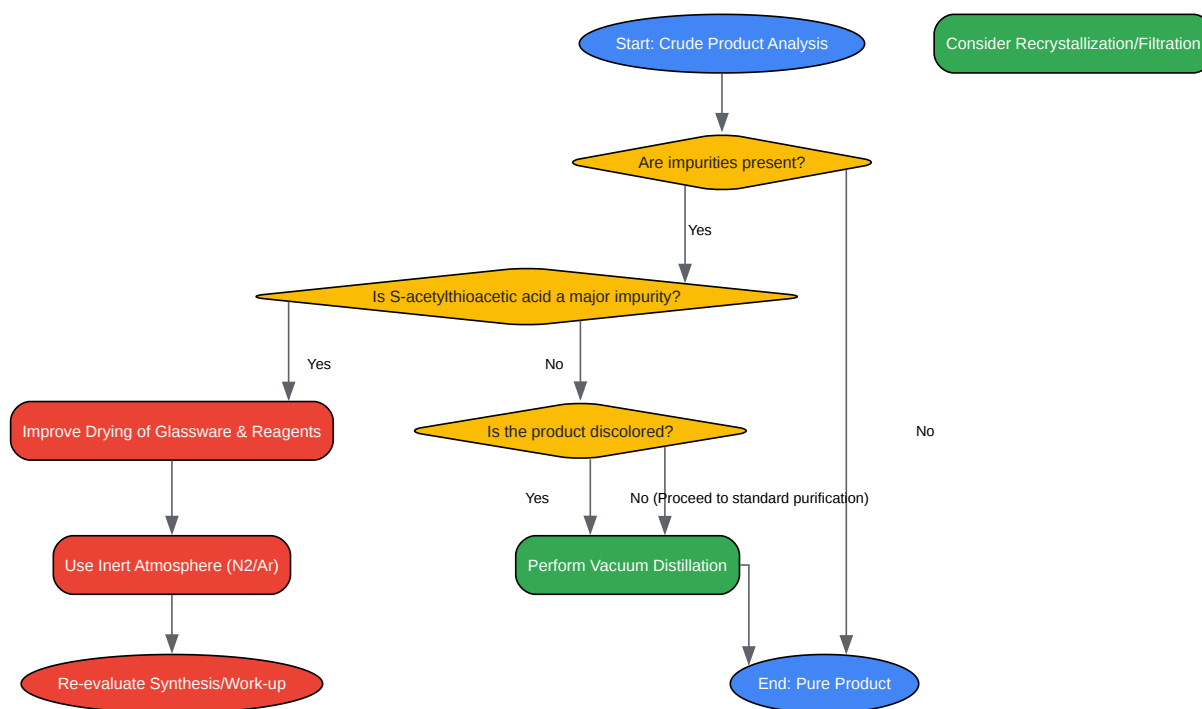 Start: Crude Product Analysis
Consider Recrystallization/Filtration
Are impurities present?
Yes
Is S-acetylthioacetic acid a major impurity?
Yes
No
Improve Drying of Glassware & Reagents
Is the product discolored?
No
Yes
No (Proceed to standard purification)
Use Inert Atmosphere (N2/Ar)
Perform Vacuum Distillation
Re-evaluate Synthesis/Work-up
End: Pure Product